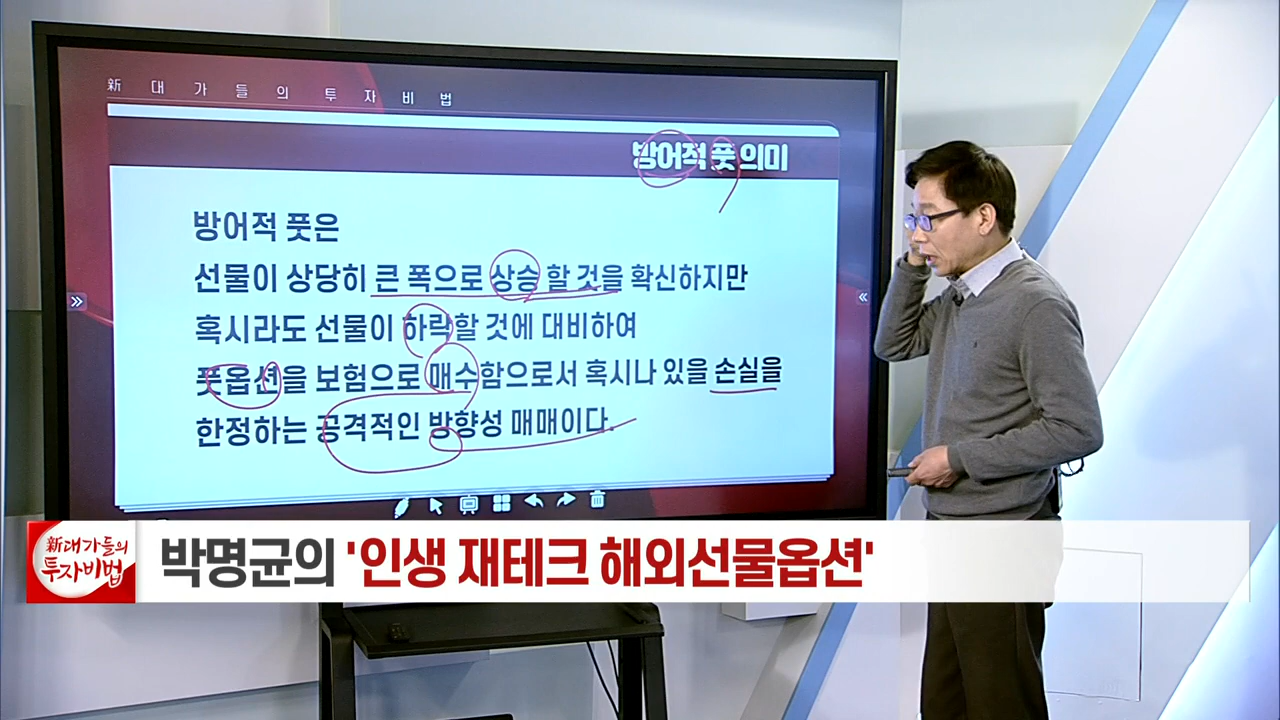 新 대 가 들 의 투 자 비 법
방어적 풋 의미
방어적 풋은
선물이 상당히 큰 폭으로 상승 할 것을 확신하지만
혹시라도 선물이 하락할 것에 대비하여
풋옵션을 보험으로 매수함으로서 혹시나 있을 손실을
한정하는 공격적인 방향성 매매이다.
新대가들의
투자비법
박명균의 '인생 재테크 해외선물옵션'